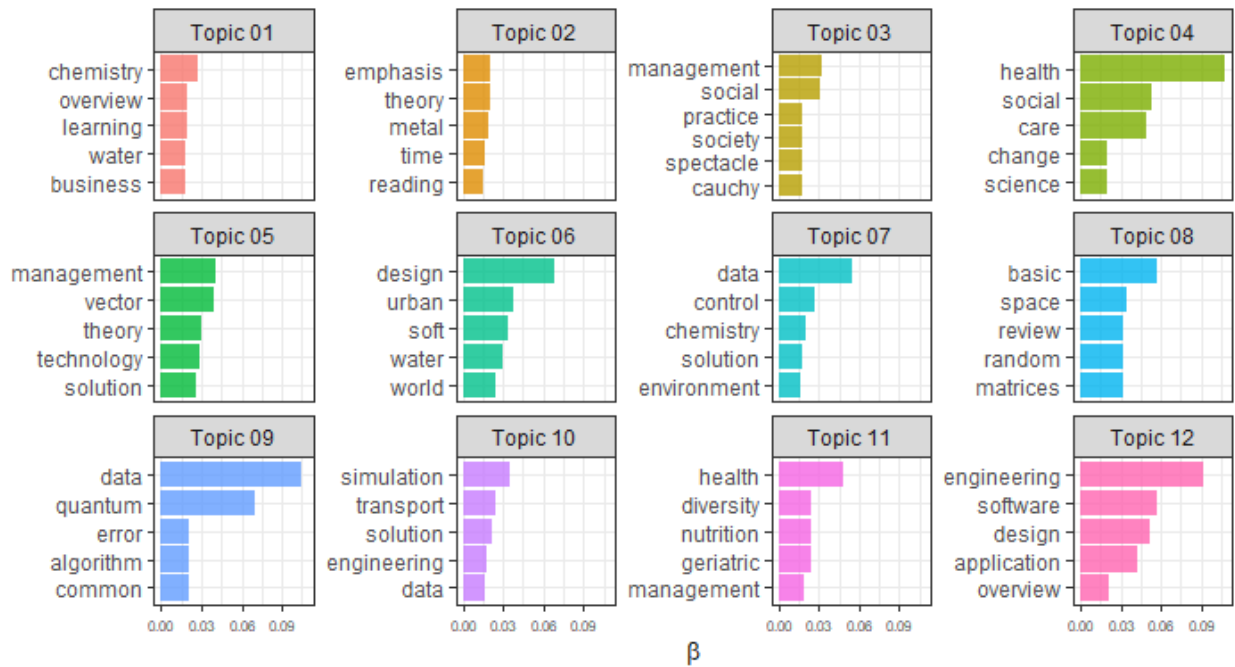 Topic 01 Topic 02 Topic 03 Topic 04
chemistry emphasis management health
overview theory social social
learning metal practice care
water time society change
business reading spectacle science
cauchy
Topic 05 Topic 06 Topic 07 Topic 08
management design data basic
vector urban control space
theory soft chemistry review
technology water solution random
solution world environment matrices
Topic 09 Topic 10 Topic 11 Topic 12
data simulation health engineering
quantum transport diversity software
error solution nutrition design
algorithm engineering geriatric application
common data management overview
0.00 0.03 0.06 0.09 0.00 0.03 0.06 0.09 0.00 0.03 0.06 0.09 0.00 0.03 0.06 0.09
β